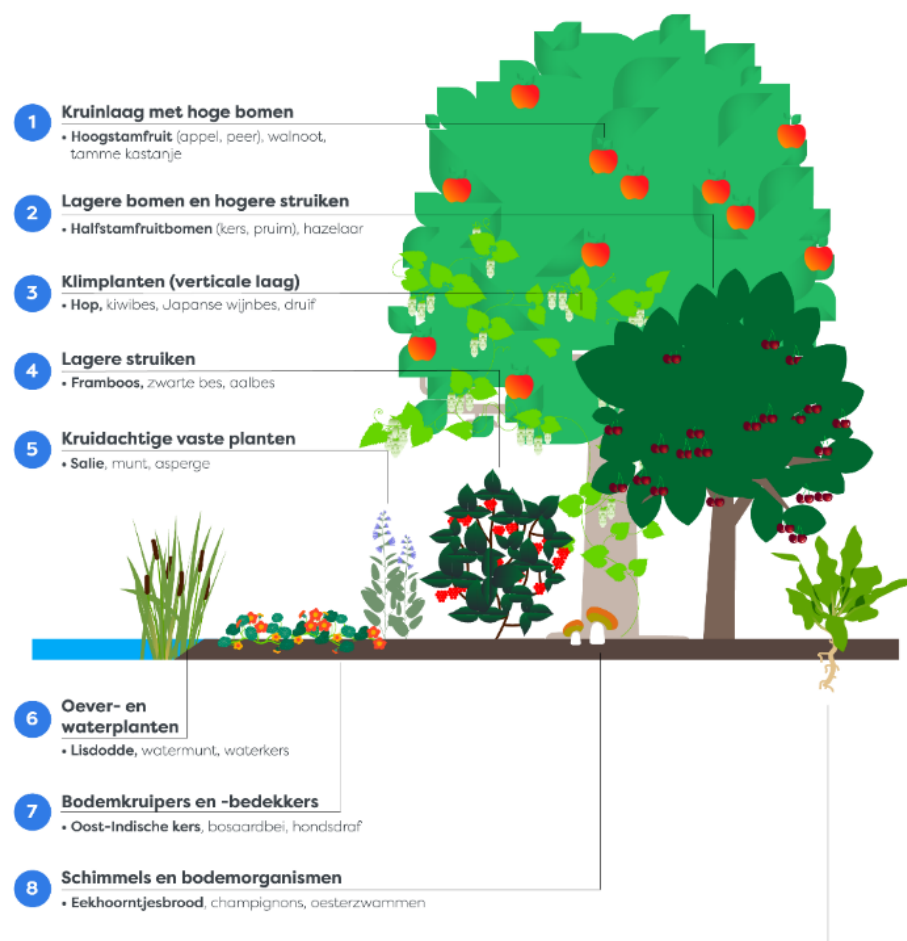 1
Kruinlaag met hoge bomen
• Hoogstamfruit (appel, peer), walnoot,
tamme kastanje
2
Lagere bomen en hogere struiken
• Halfstamfruitbomen (kers, pruim), hazelaar
3
Klimplanten (verticale laag)
• Hop, kiwibes, Japanse wijnbes, druif
4
Lagere struiken
• Framboos, zwarte bes, aalbes
5
Kruidachtige vaste planten
• Salie, munt, asperge
6
Oever- en
waterplanten
• Lisdodde, watermunt, waterkers
7
Bodemkruipers en -bedekkers
• Oost-Indische kers, bosaardbei, hondsdraf
8
Schimmels en bodemorganismen
• Eekhoorntjesbrood, champignons, oesterzwammen